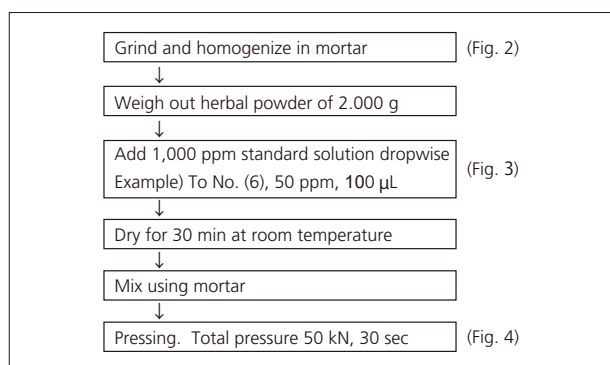 Grind and homogenize in mortar (Fig. 2)
↓
Weigh out herbal powder of 2.000 g
↓
Add 1,000 ppm standard solution dropwise
Example) To No. (6), 50 ppm, 100 µL (Fig. 3)
↓
Dry for 30 min at room temperature
↓
Mix using mortar
↓
Pressing. Total pressure 50 kN, 30 sec (Fig. 4)